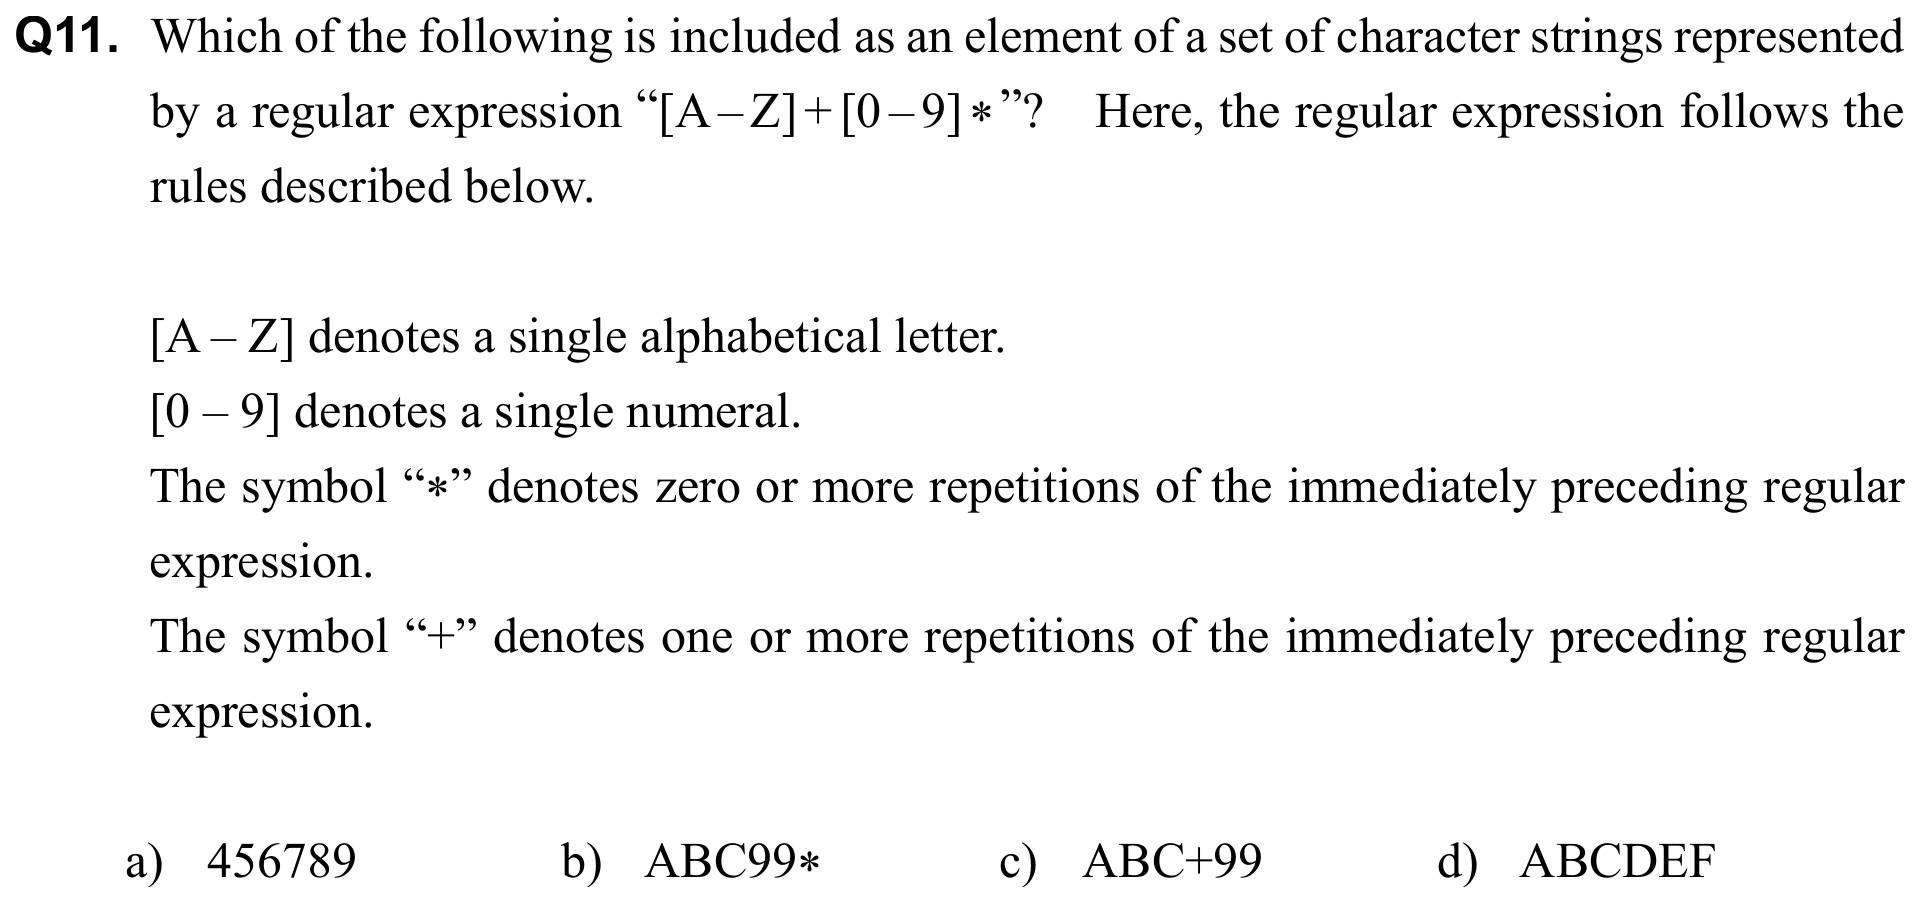 Q11. Which of the following is included as an element of a set of character strings represented
by a regular expression “[A–Z]+[0–9]*”? Here, the regular expression follows the
rules described below.
[A – Z] denotes a single alphabetical letter.
[0 – 9] denotes a single numeral.
The symbol “*” denotes zero or more repetitions of the immediately preceding regular
expression.
The symbol “+” denotes one or more repetitions of the immediately preceding regular
expression.
a) 456789 b) ABC99* c) ABC+99 d) ABCDEF